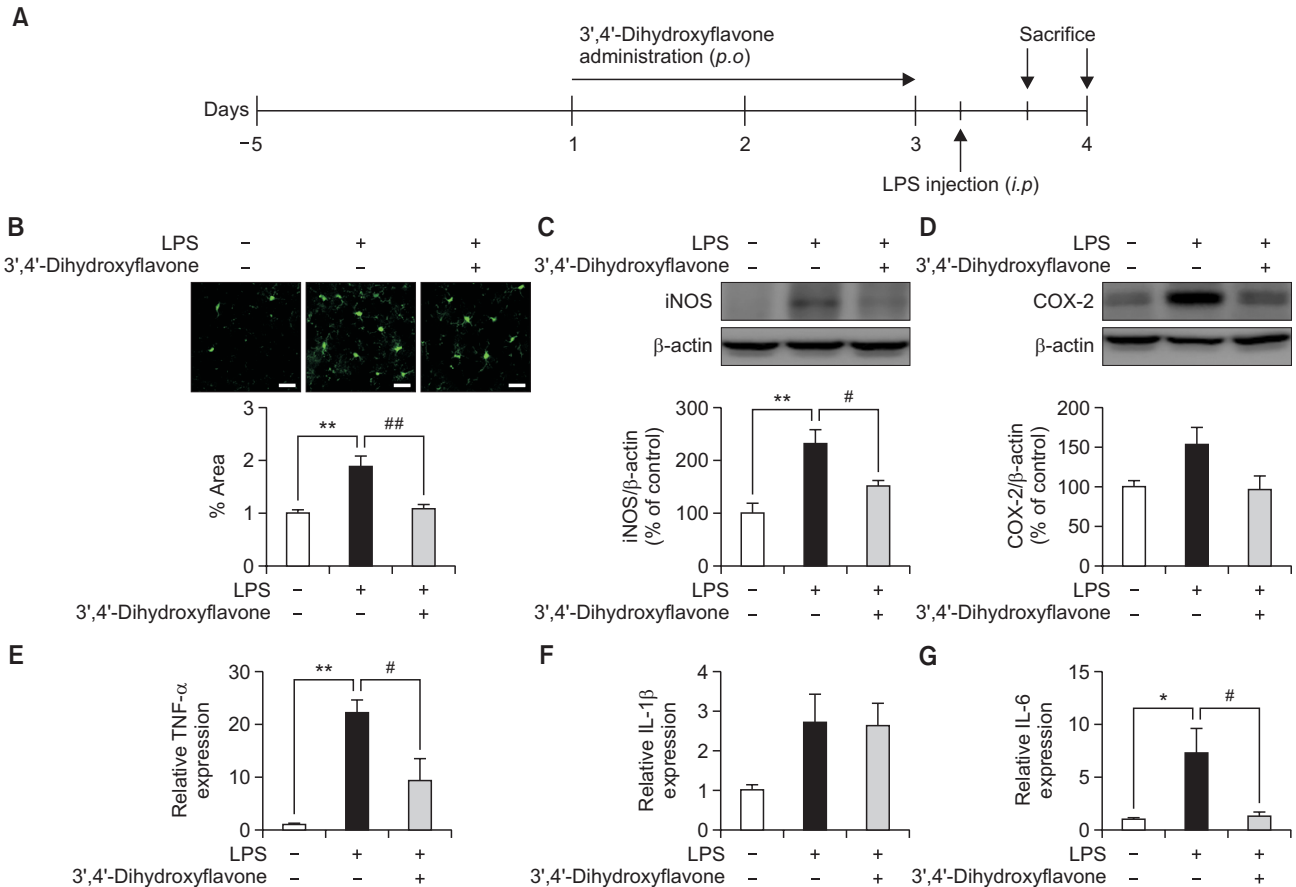 A
3',4'-Dihydroxyflavone
administration (p.o)
Sacrifice
Days
−5 1 2 3 4
LPS injection (i.p)
B
LPS − + +
3',4'-Dihydroxyflavone − − +
% Area
3
2
1
0
** ##
LPS − + +
3',4'-Dihydroxyflavone − − +
C
LPS − + +
3',4'-Dihydroxyflavone − − +
iNOS
β-actin
iNOS/β-actin
(% of control)
300
200
100
0
** #
LPS − + +
3',4'-Dihydroxyflavone − − +
D
LPS − + +
3',4'-Dihydroxyflavone − − +
COX-2
β-actin
COX-2/β-actin
(% of control)
200
150
100
50
0
LPS − + +
3',4'-Dihydroxyflavone − − +
E
Relative TNF-α
expression
30
20
10
0
** #
LPS − + +
3',4'-Dihydroxyflavone − − +
F
Relative IL-1β
expression
4
3
2
1
0
LPS − + +
3',4'-Dihydroxyflavone − − +
G
Relative IL-6
expression
15
10
5
0
* #
LPS − + +
3',4'-Dihydroxyflavone − − +